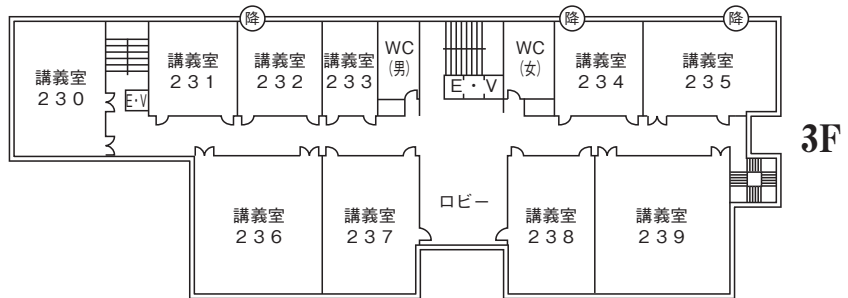 降
降
降
講義室
230
E・V
講義室
231
講義室
232
講義室
233
WC
(男)
E・V
WC
(女)
講義室
234
講義室
235
3F
講義室
236
講義室
237
ロビー
講義室
238
講義室
239